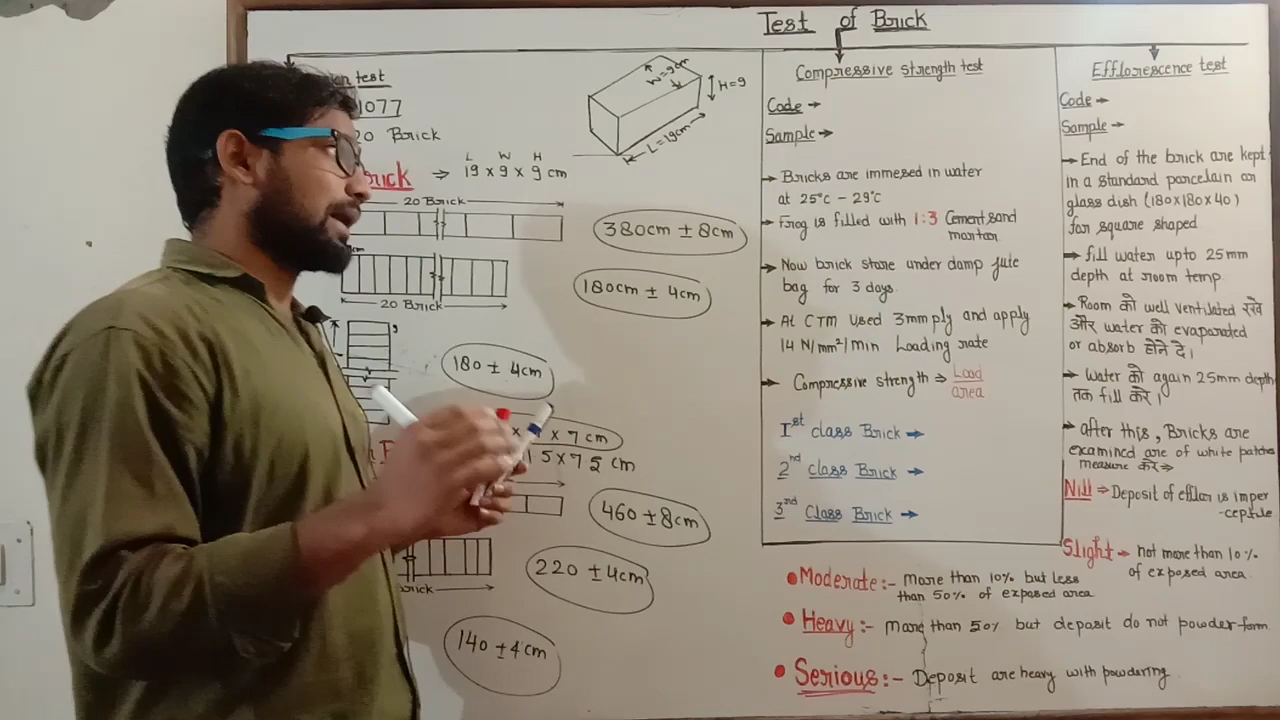 Test of Brick
1077
20 Brick
Brick ⇒ 19 x 9 x 9 cm
L W H
20 Brick
380cm ± 8cm
180cm ± 4cm
20 Brick
9
180 ± 4cm
x 7 cm
5 x 7 5 cm
460 ± 8cm
220 ± 4cm
140 ± 4cm
W=9cm
H=9
L=19cm
Compressive strength test
Code →
Sample →
→ Bricks are immesed in water
at 25°c - 29°c
→ Frog is filled with 1:3 Cement, sand
mortar
→ Now brick store under damp jute
bag for 3 days.
→ At CTM used 3mm ply and apply
14 N/mm²/min Loading rate
→ Compressive strength ⇒ Load
area
Ist class Brick →
2nd class Brick →
3rd Class Brick →
Efflorescence test
Code →
Sample →
→ End of the brick are kept
in a standard porcelain or
glass dish (180x180x40)
for square shaped
→ fill water upto 25mm
depth at room temp
→ Room को well ventilated रखे
और water को evaporated
or absorb होने दे।
→ Water को again 25mm depth
तक fill करे।
→ after this, Bricks are
examined are of white patches
measure करे⇒
Nill ⇒ Deposit of efflor is imper
-ceptile
Slight → not more than 10%
of exposed area.
• Moderate:- more than 10% but less
than 50% of exposed area
• Heavy:- more than 50% but deposit do not powder form
• Serious:- Deposit are heavy with powdering.